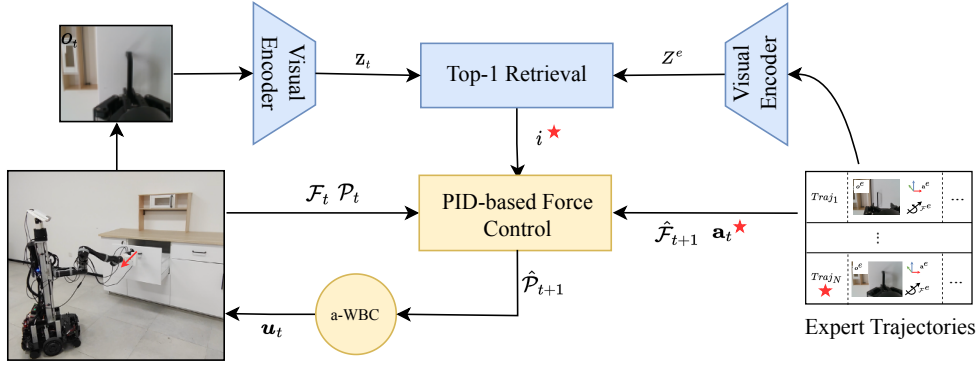 o_t
Visual
Encoder
z_t
Top-1 Retrieval
Z^e
Visual
Encoder
i ★
F_t P_t
PID-based Force
Control
F̂_{t+1} a_t ★
Traj_1
o^e
a^e
F^e
...
⋮
Traj_N ★
o^e
a^e
F^e
...
P̂_{t+1}
u_t
a-WBC
Expert Trajectories